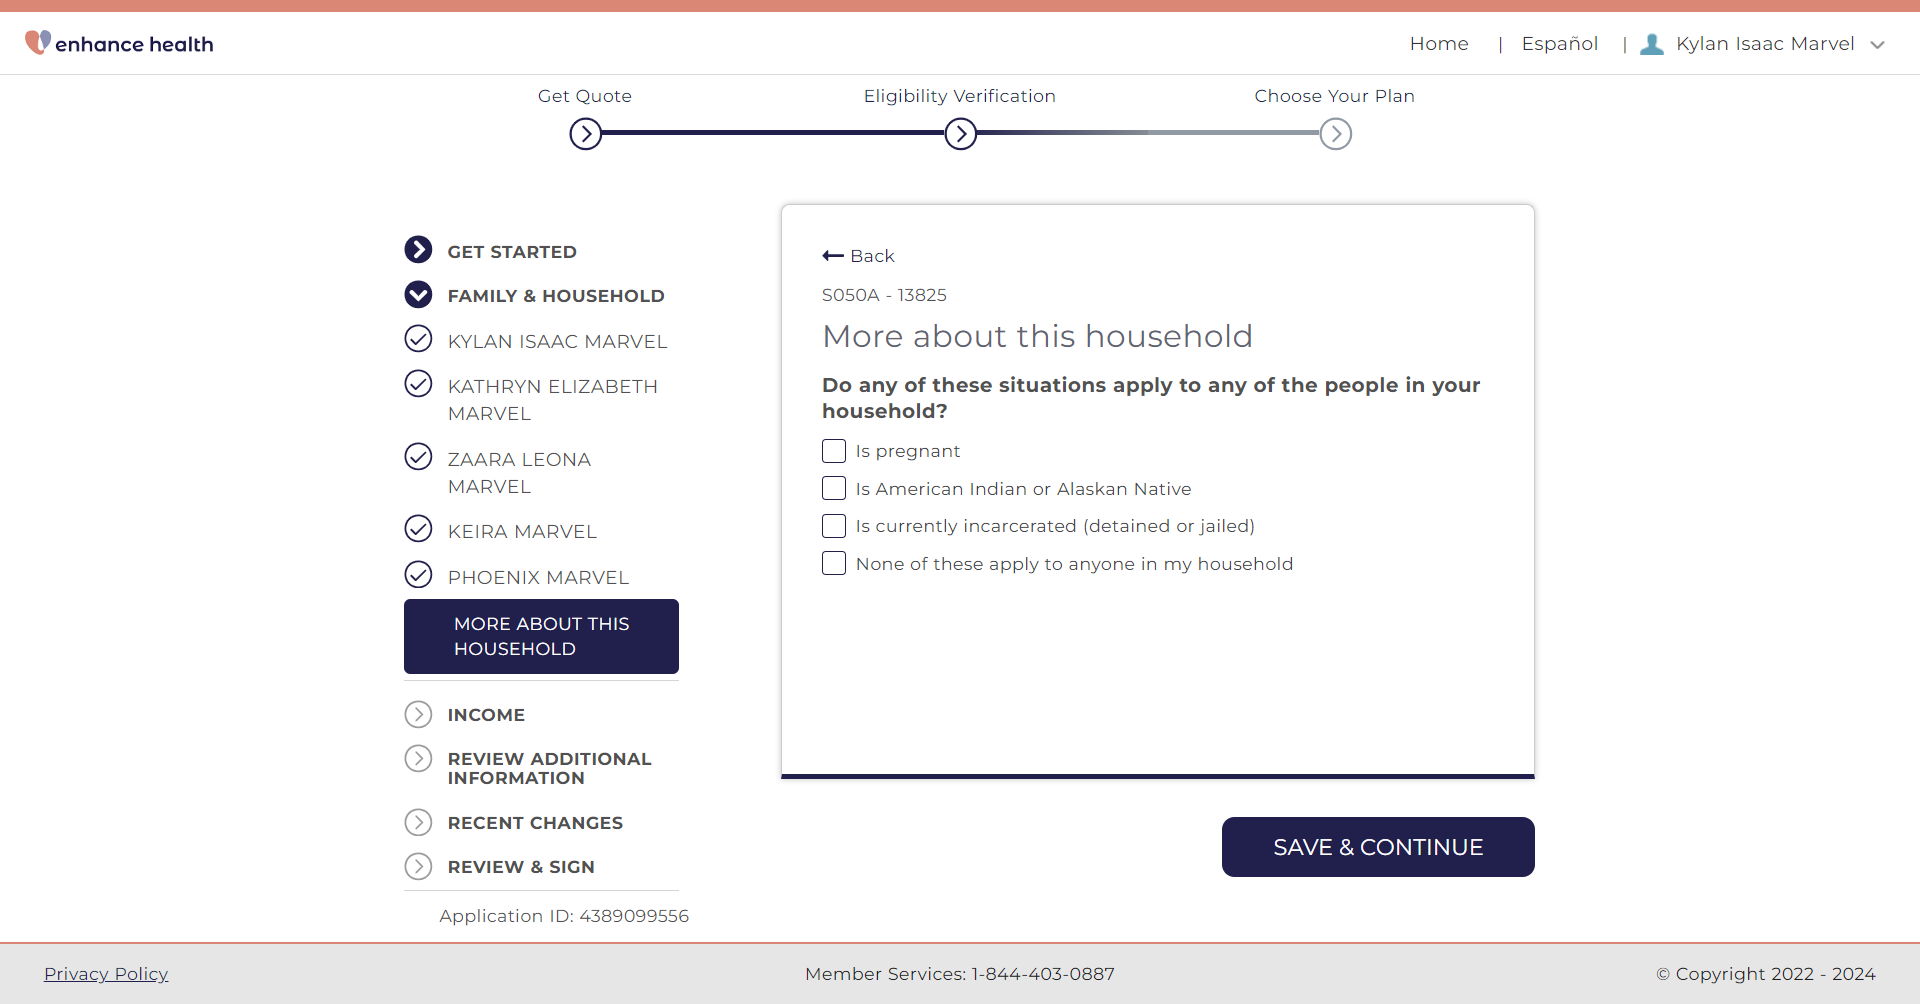 enhance health
Home | Español | Kylan Isaac Marvel
Get Quote
Eligibility Verification
Choose Your Plan
GET STARTED
FAMILY & HOUSEHOLD
KYLAN ISAAC MARVEL
KATHRYN ELIZABETH
MARVEL
ZAARA LEONA
MARVEL
KEIRA MARVEL
PHOENIX MARVEL
MORE ABOUT THIS
HOUSEHOLD
INCOME
REVIEW ADDITIONAL
INFORMATION
RECENT CHANGES
REVIEW & SIGN
Application ID: 4389099556
Back
S050A - 13825
More about this household
Do any of these situations apply to any of the people in your
household?
Is pregnant
Is American Indian or Alaskan Native
Is currently incarcerated (detained or jailed)
None of these apply to anyone in my household
SAVE & CONTINUE
Privacy Policy
Member Services: 1-844-403-0887
© Copyright 2022 - 2024